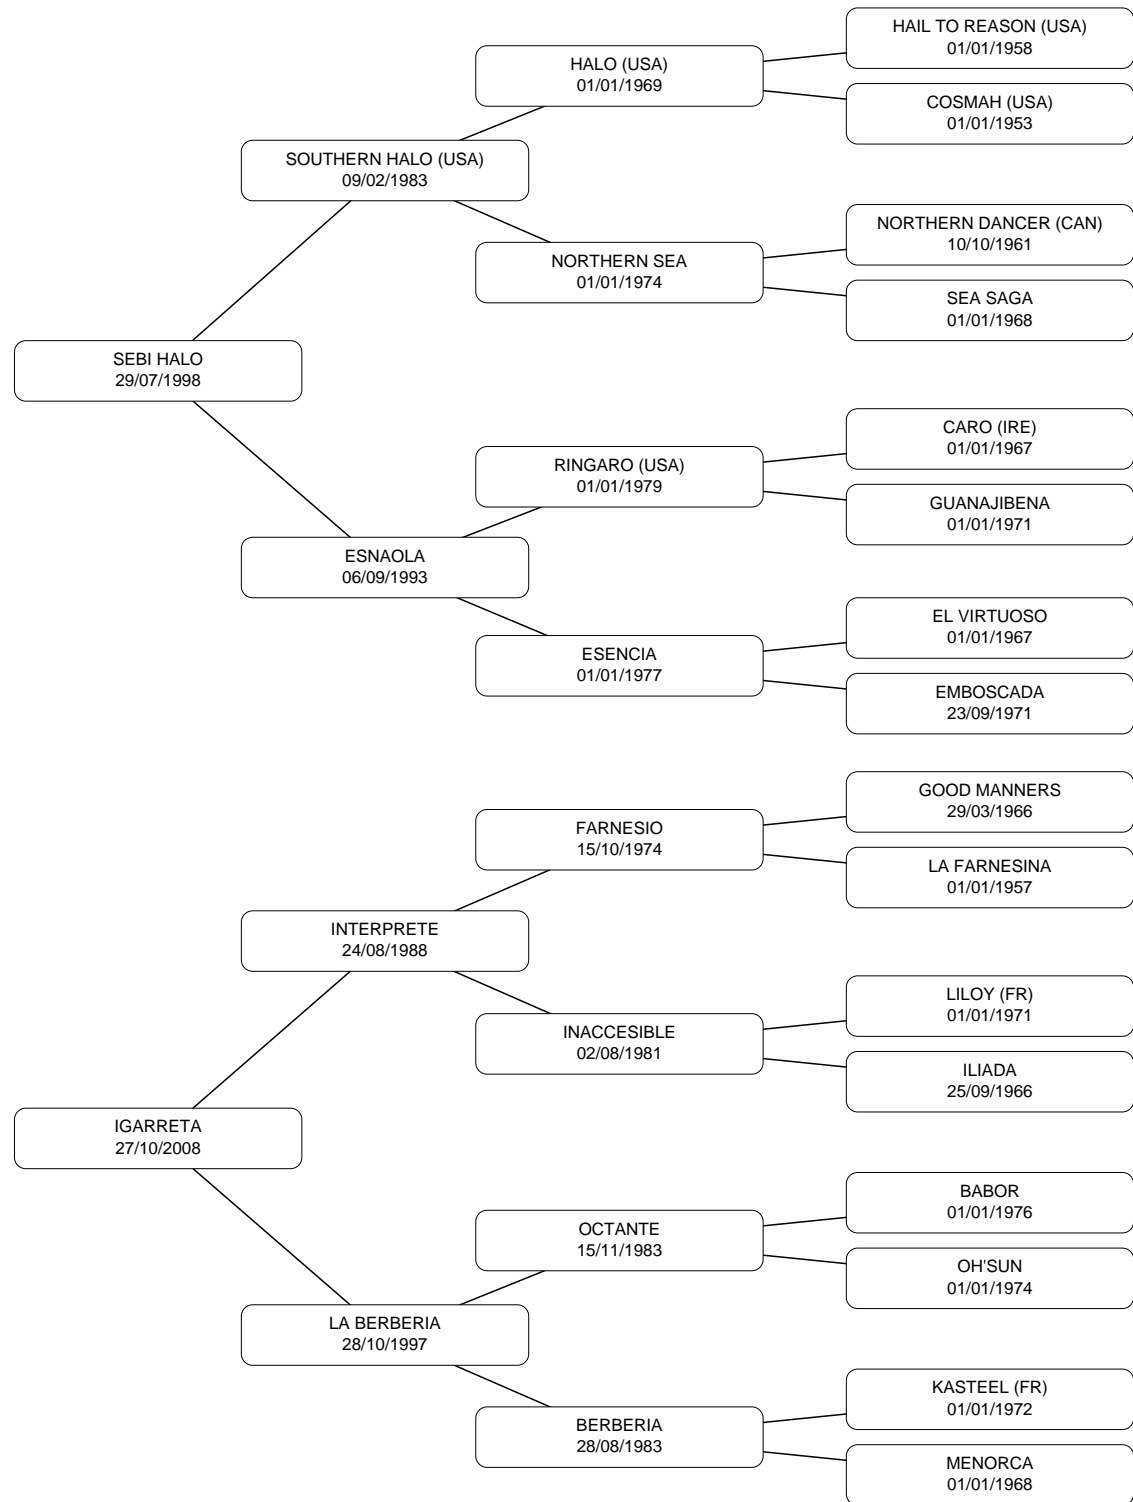 HAIL TO REASON (USA)
01/01/1958
HALO (USA)
01/01/1969
COSMAH (USA)
01/01/1953
SOUTHERN HALO (USA)
09/02/1983
NORTHERN DANCER (CAN)
10/10/1961
NORTHERN SEA
01/01/1974
SEA SAGA
01/01/1968
SEBI HALO
29/07/1998
CARO (IRE)
01/01/1967
RINGARO (USA)
01/01/1979
GUANAJIBENA
01/01/1971
ESNAOLA
06/09/1993
EL VIRTUOSO
01/01/1967
ESENCIA
01/01/1977
EMBOSCADA
23/09/1971
GOOD MANNERS
29/03/1966
FARNESIO
15/10/1974
LA FARNESINA
01/01/1957
INTERPRETE
24/08/1988
LILOY (FR)
01/01/1971
INACCESIBLE
02/08/1981
ILIADA
25/09/1966
IGARRETA
27/10/2008
BABOR
01/01/1976
OCTANTE
15/11/1983
OH'SUN
01/01/1974
LA BERBERIA
28/10/1997
KASTEEL (FR)
01/01/1972
BERBERIA
28/08/1983
MENORCA
01/01/1968